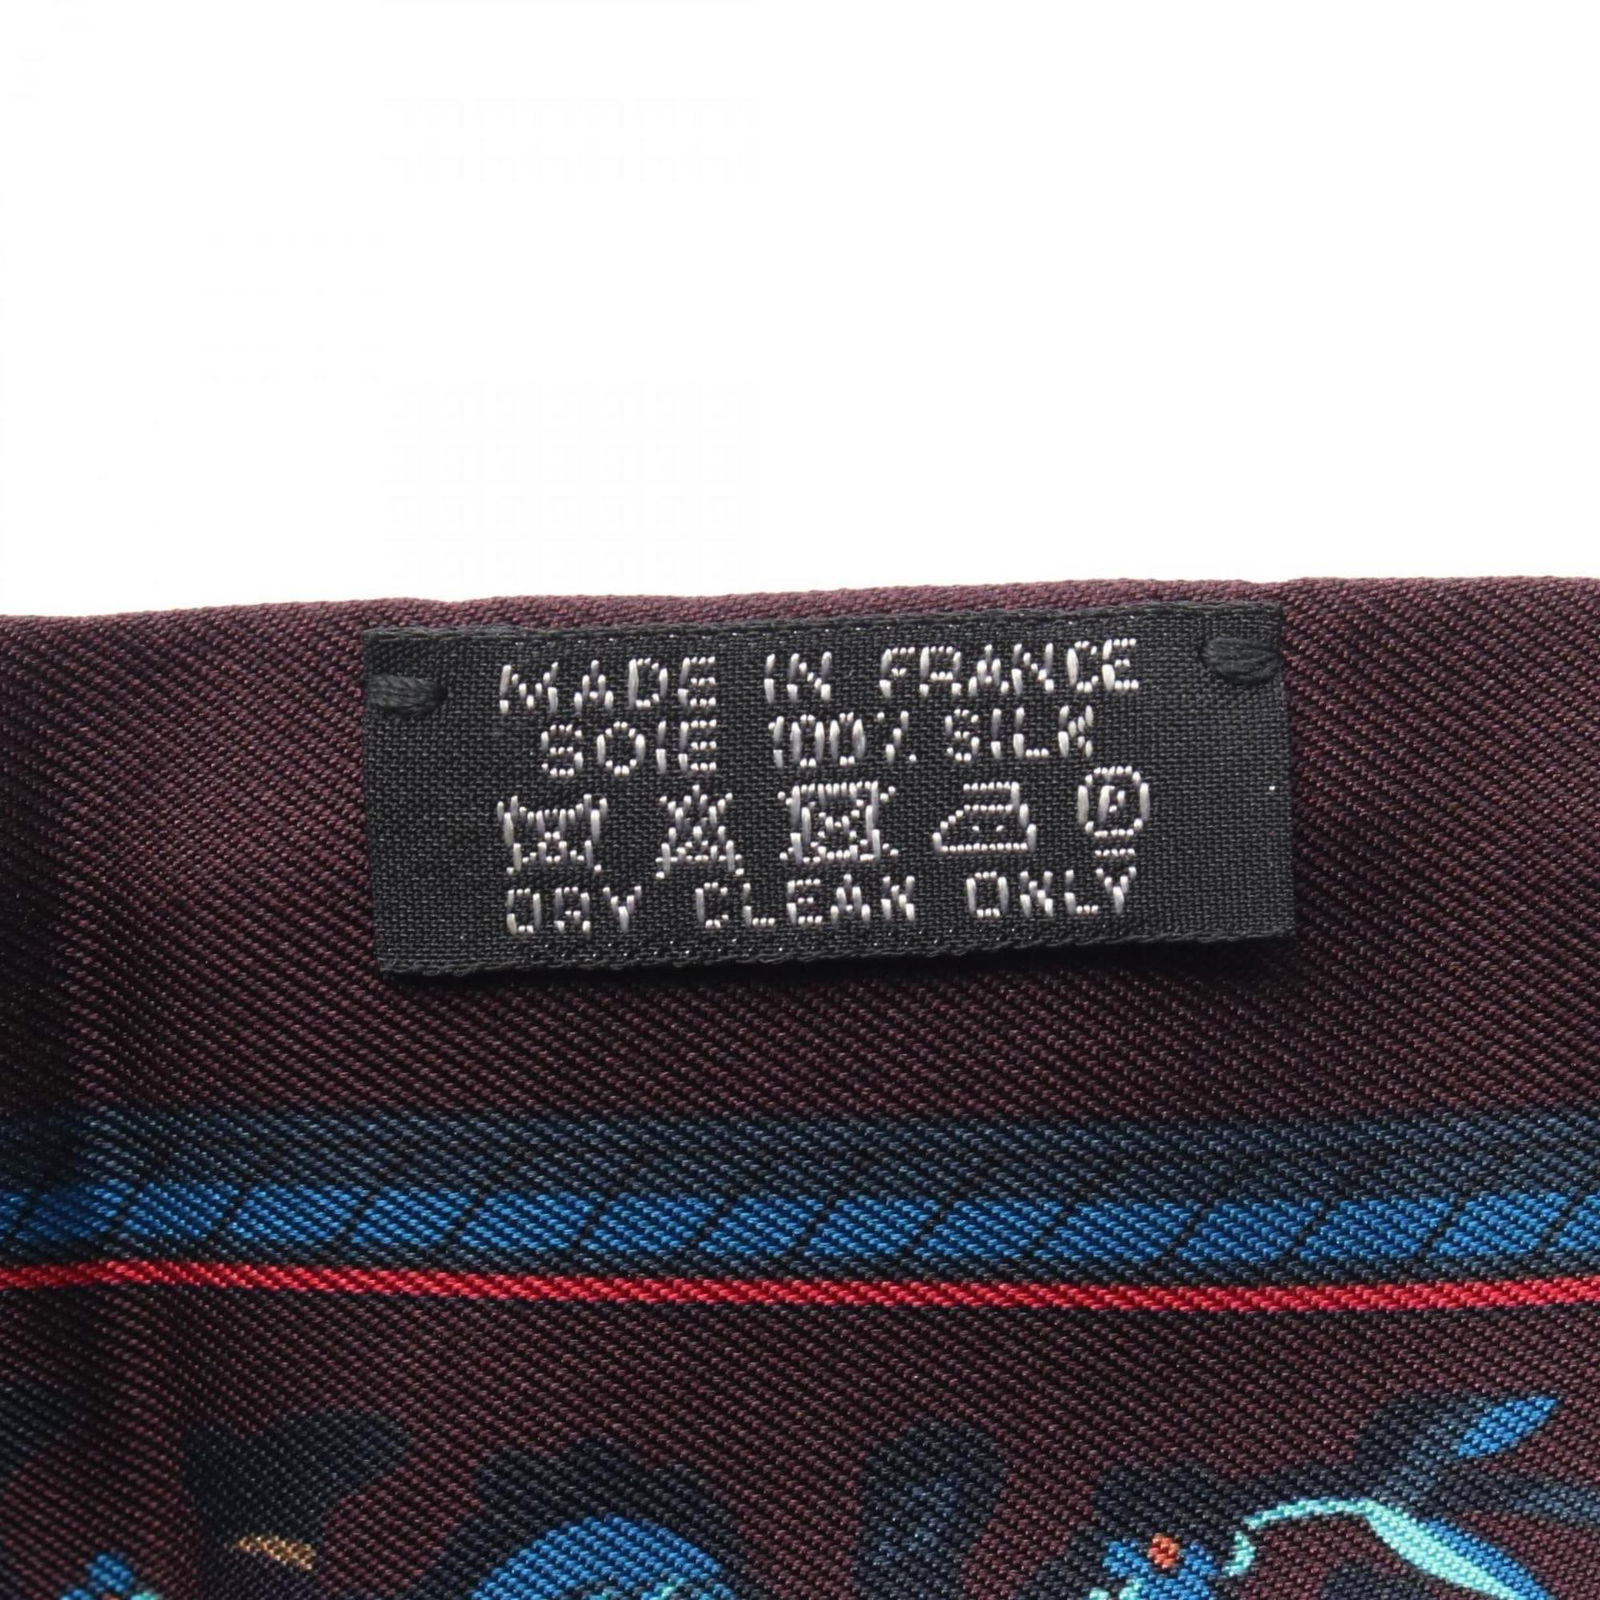 MADE IN FRANCE
SOIE 100% SILK
P
DRY CLEAN ONLY